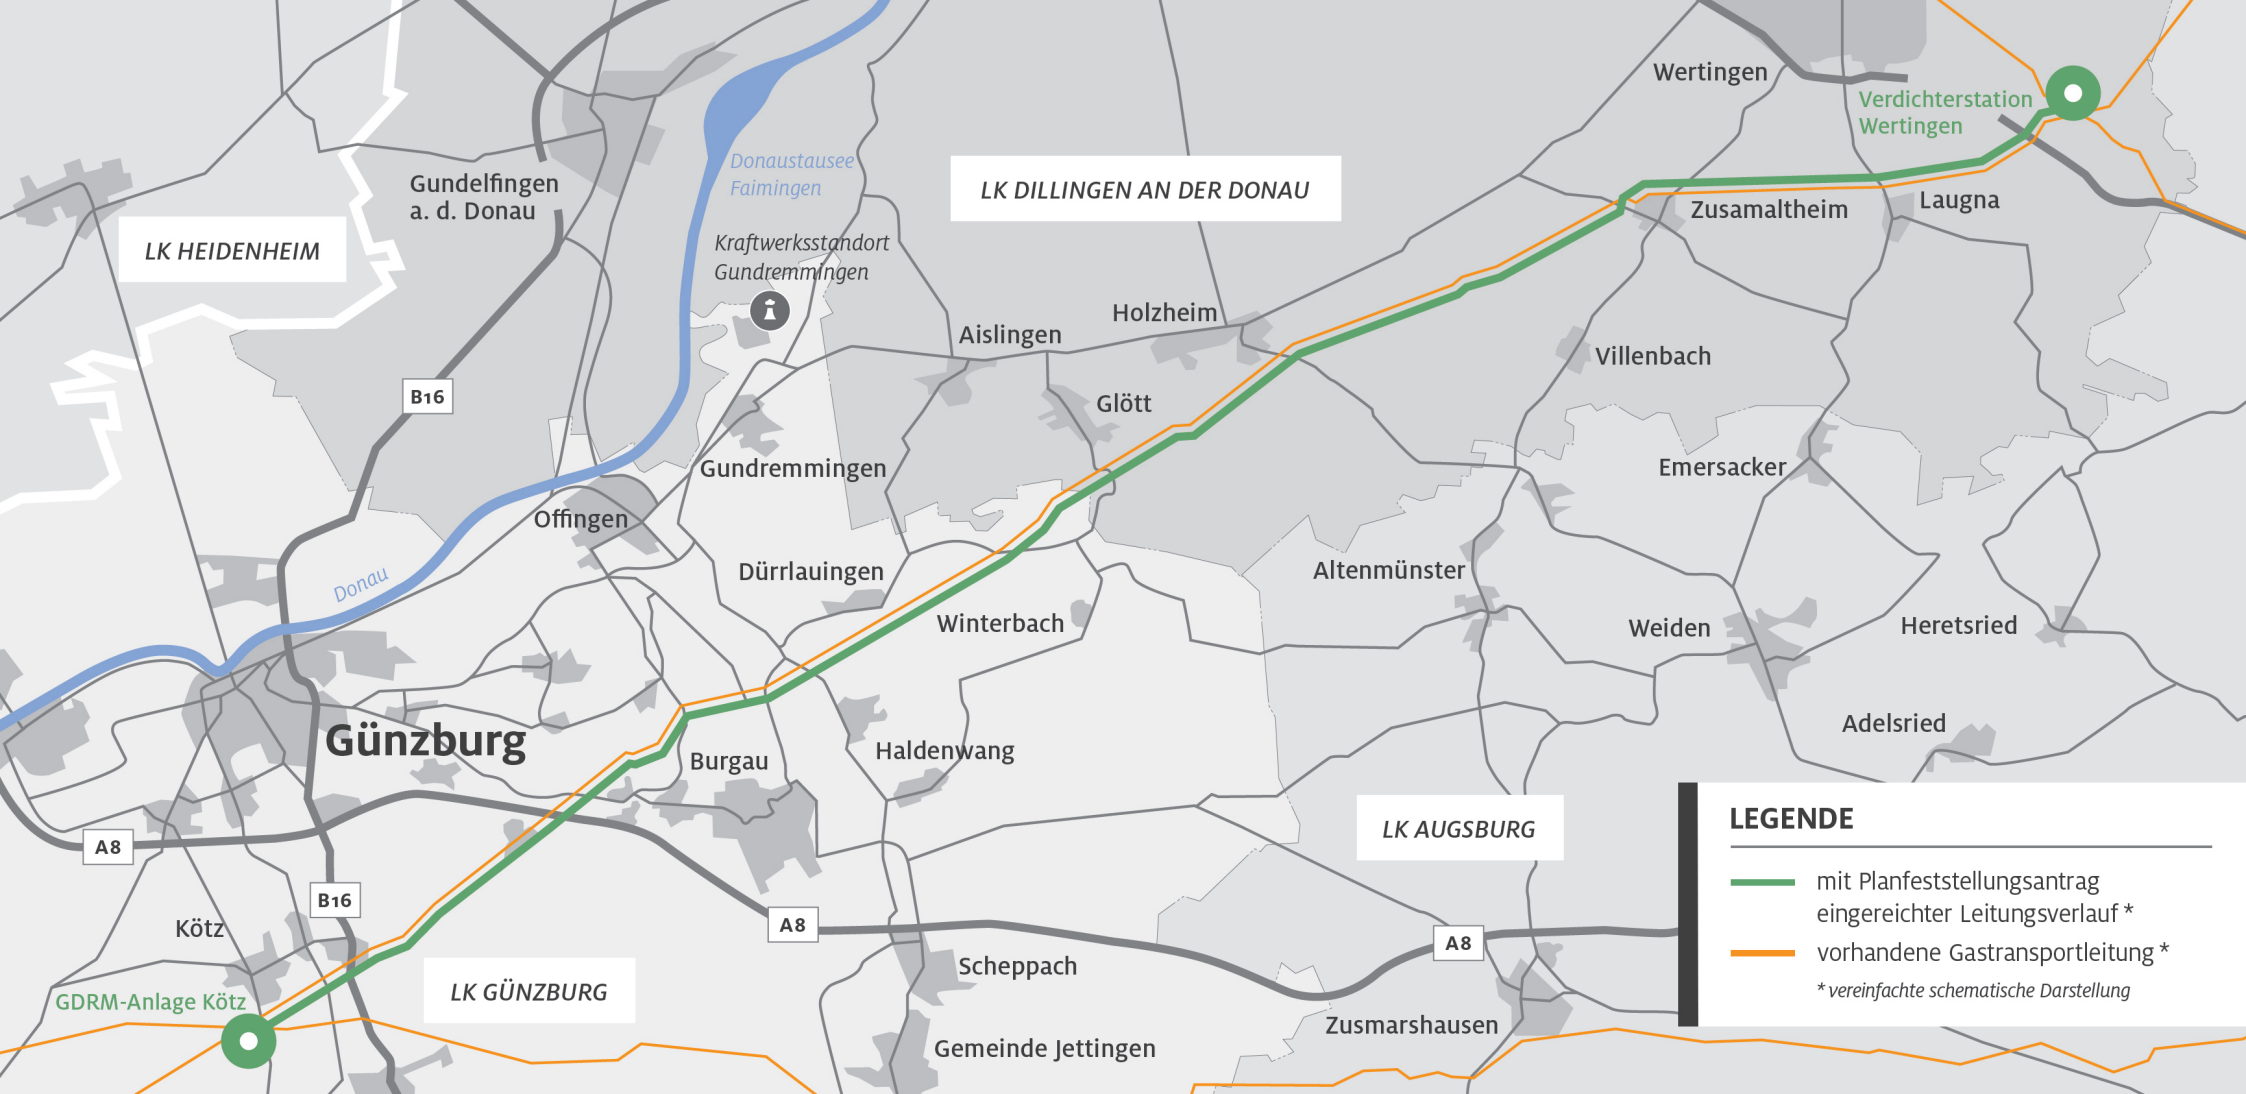 Wertingen
Verdichterstation
Wertingen
Donaustausee
Faimingen
Gundelfingen
a. d. Donau
LK DILLINGEN AN DER DONAU
Zusamaltheim
Laugna
LK HEIDENHEIM
Kraftwerksstandort
Gundremmingen
Holzheim
Aislingen
Villenbach
B16
Glött
Gundremmingen
Emersacker
Offingen
Dürrlauingen
Altenmünster
Donau
Winterbach
Weiden
Heretsried
Günzburg
Adelsried
Burgau
Haldenwang
A8
LK AUGSBURG
LEGENDE
mit Planfeststellungsantrag
eingereichter Leitungsverlauf *
vorhandene Gastransportleitung *
* vereinfachte schematische Darstellung
B16
Kötz
A8
A8
Scheppach
LK GÜNZBURG
GDRM-Anlage Kötz
Zusmarshausen
Gemeinde Jettingen